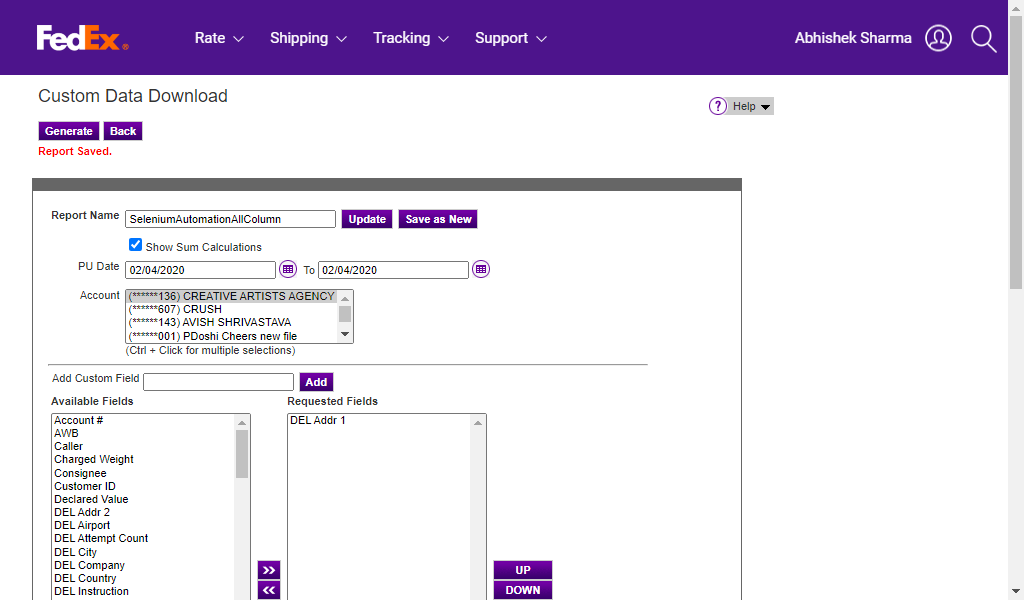 FedEx®
Rate Shipping Tracking Support Abhishek Sharma
Custom Data Download
? Help
Generate Back
Report Saved.
Report Name SeleniumAutomationAllColumn Update Save as New
Show Sum Calculations
PU Date 02/04/2020 To 02/04/2020
Account (******136) CREATIVE ARTISTS AGENCY
(******607) CRUSH
(******143) AVISH SHRIVASTAVA
(******001) PDoshi Cheers new file
(Ctrl + Click for multiple selections)
Add Custom Field Add
Available Fields Requested Fields
Account # DEL Addr 1
AWB
Caller
Charged Weight
Consignee
Customer ID
Declared Value
DEL Addr 2
DEL Airport
DEL Attempt Count
DEL City
DEL Company
DEL Country
DEL Instruction
>> UP
<< DOWN